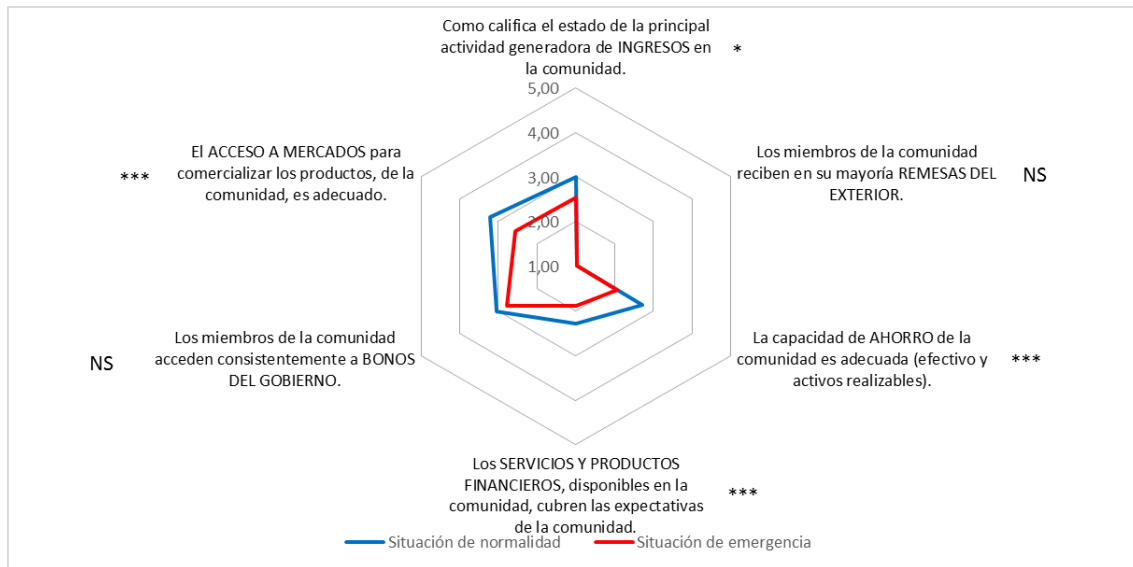 Como califica el estado de la principal
actividad generadora de INGRESOS en
la comunidad.
*
5,00
4,00
3,00
2,00
1,00
Los miembros de la comunidad
reciben en su mayoría REMESAS DEL
EXTERIOR.
NS
La capacidad de AHORRO de la
comunidad es adecuada (efectivo y
activos realizables).
***
Los SERVICIOS Y PRODUCTOS
FINANCIEROS, disponibles en la
comunidad, cubren las expectativas
de la comunidad.
***
Los miembros de la comunidad
acceden consistentemente a BONOS
DEL GOBIERNO.
NS
El ACCESO A MERCADOS para
comercializar los productos, de la
comunidad, es adecuado.
***
Situación de normalidad
Situación de emergencia